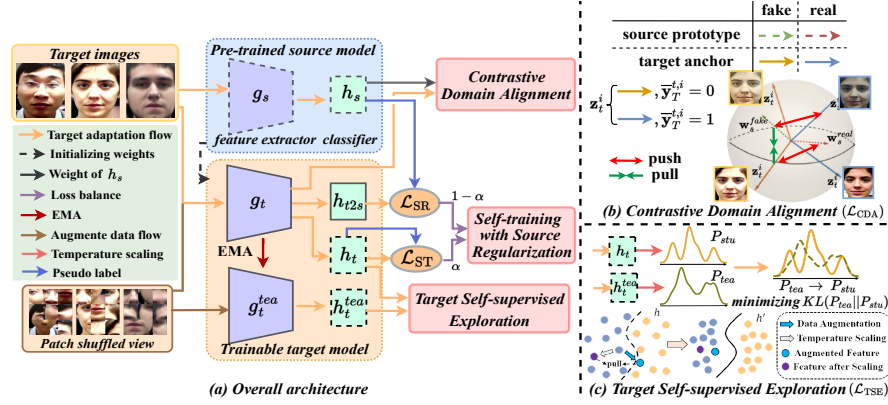 Target images
Target adaptation flow
Initializing weights
Weight of h_s
Loss balance
EMA
Augmente data flow
Temperature scaling
Pseudo label
Patch shuffled view
Pre-trained source model
g_s
h_s
feature extractor classifier
g_t
h_{t2s}
h_t
EMA
g_t^{tea}
h_t^{tea}
Trainable target model
L_SR
L_ST
1 − α
α
Contrastive
Domain Alignment
Self-training
with Source
Regularization
Target Self-supervised
Exploration
(a) Overall architecture
fake real
source prototype
target anchor
z_t^i { → , y̅_T^{t,i} = 0
→ , y̅_T^{t,i} = 1
z_t^i
z_t^i
w_s^{fake}
w_s^{real}
z_t^i
z_t^i
push
pull
(b) Contrastive Domain Alignment (L_CDA)
h_t
P_stu
h_t^{tea}
P_tea
P_tea → P_stu
minimizing KL(P_tea||P_stu)
h
h'
pull
Data Augmentation
Temperature Scaling
Augmented Feature
Feature after Scaling
(c) Target Self-supervised Exploration (L_TSE)